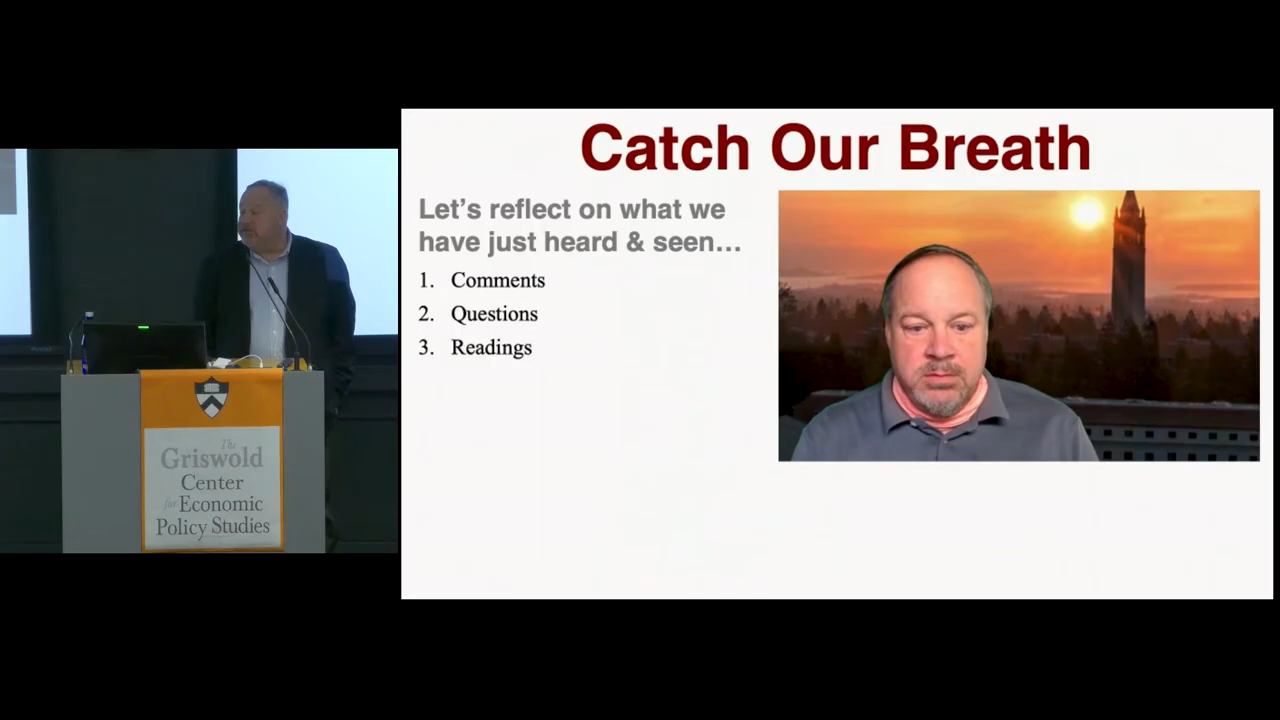 Catch Our Breath
Let's reflect on what we
have just heard & seen…
1. Comments
2. Questions
3. Readings
The
Griswold
Center
for Economic
Policy Studies